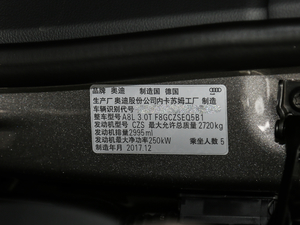 品牌 奥迪 制造国 德国
生产厂 奥迪股份公司内卡苏姆工厂 制造
车辆识别代号
整车型号 A8L 3.0T F8GCZSEQ5B1
发动机型号 CZS 最大允许总质量 2720kg
发动机排量 2995ml
发动机最大净功率 250kW 乘坐人数 5
制造年月 2017.12